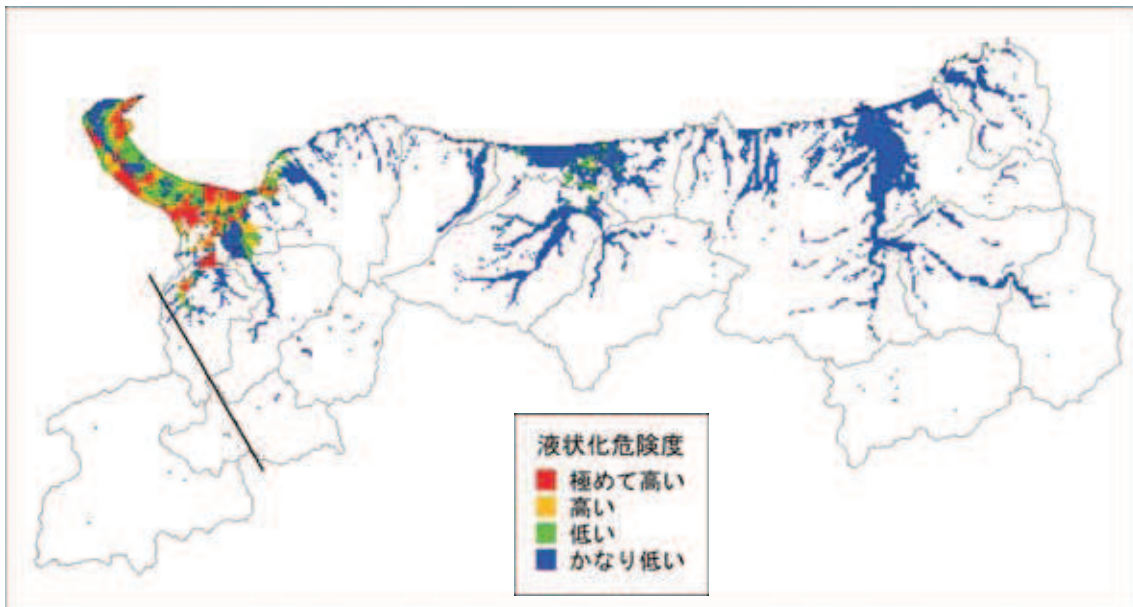 液状化危険度
極めて高い
高い
低い
かなり低い